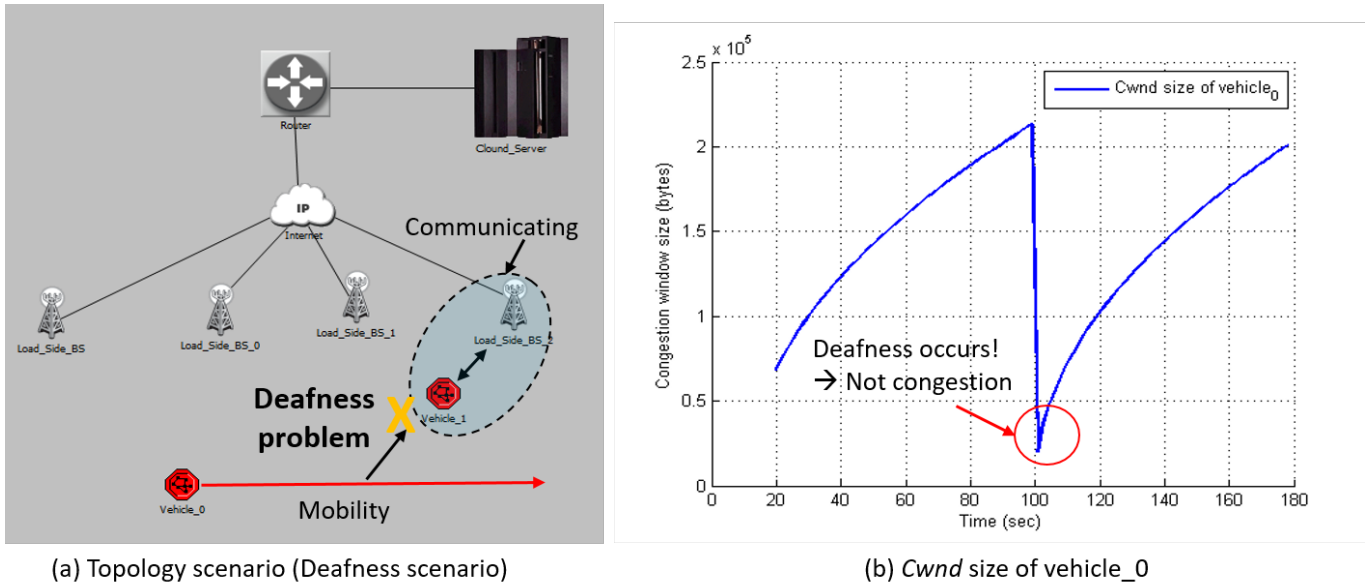 Router
Clound_Server
IP
Internet
Communicating
Load_Side_BS
Load_Side_BS_0
Load_Side_BS_1
Load_Side_BS_2
Deafness
problem
X
Vehicle_1
Vehicle_0
Mobility
(a) Topology scenario (Deafness scenario)
x 10^5
2.5
2
1.5
1
0.5
0
Congestion window size (bytes)
Cwnd size of vehicle_0
Deafness occurs!
→ Not congestion
0 20 40 60 80 100 120 140 160 180
Time (sec)
(b) Cwnd size of vehicle_0